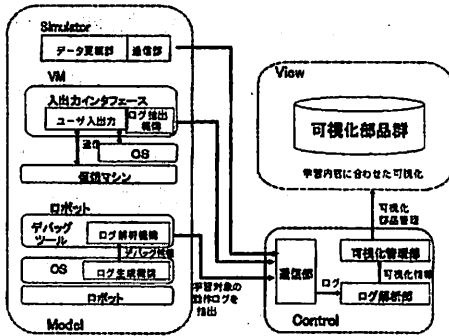 Simulator
データ更新部
通信部
VM
入出力インタフェース
ユーザ入出力
ログ抽出
機構
通信
OS
仮想マシン
ロボット
デバッグ
ツール
ログ解析機構
デバッグ情報
OS
ログ生成機構
ロボット
Model
学習対象の
動作ログを
抽出
View
可視化部品群
学習内容に合わせた可視化
可視化
部品管理
通信部
ログ
可視化管理部
可視化情報
ログ解析部
Control